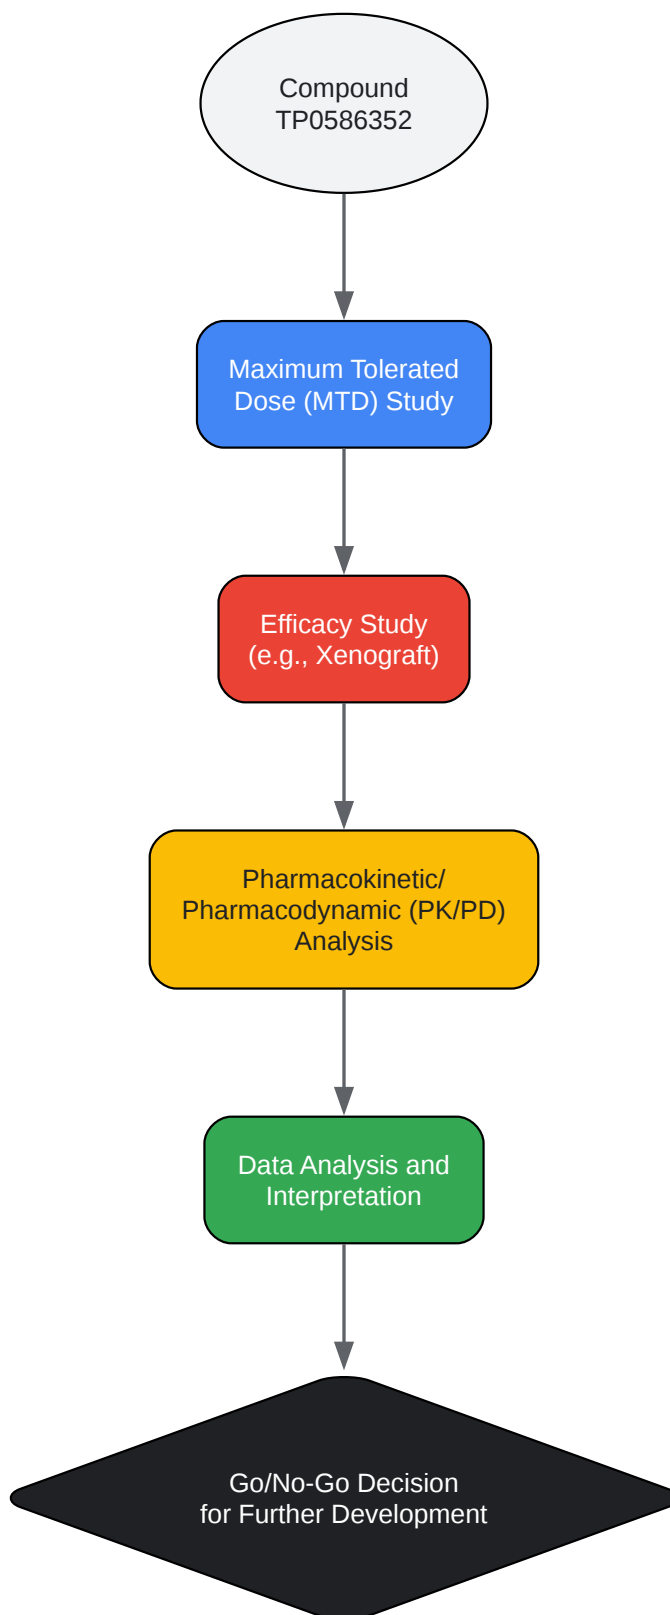 Compound
TP0586352
Maximum Tolerated
Dose (MTD) Study
Efficacy Study
(e.g., Xenograft)
Pharmacokinetic/
Pharmacodynamic (PK/PD)
Analysis
Data Analysis and
Interpretation
Go/No-Go Decision
for Further Development